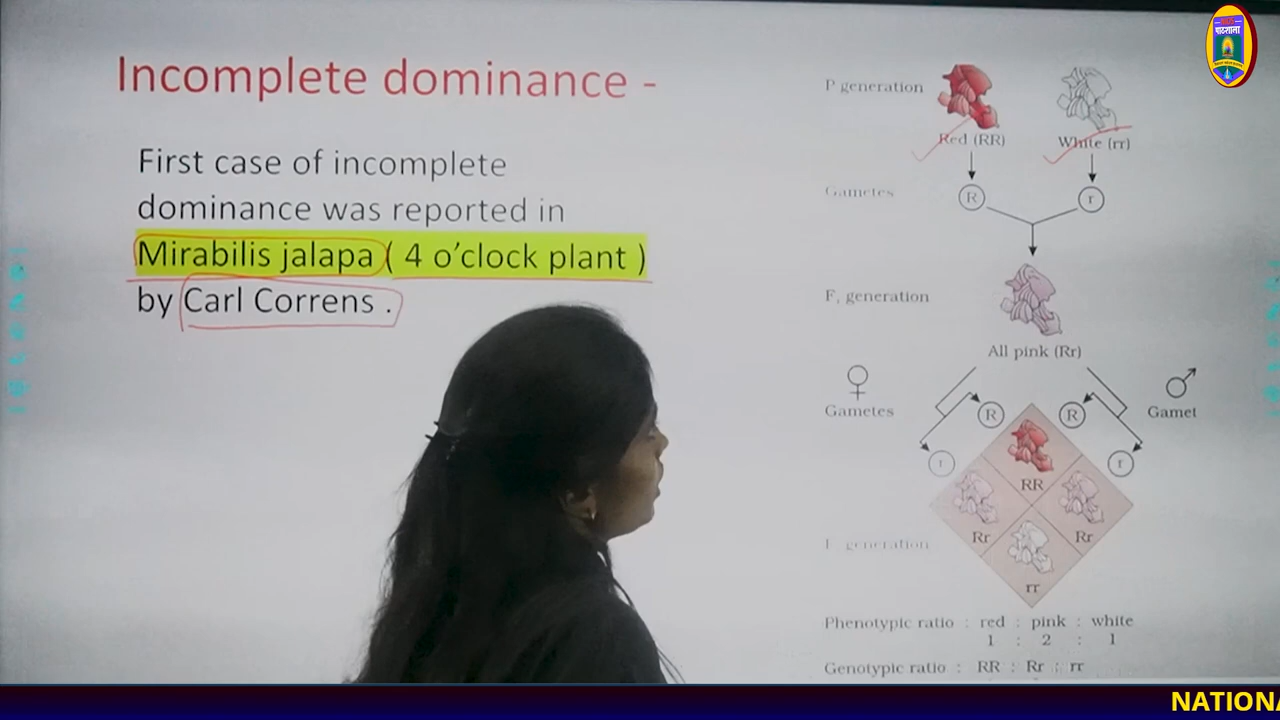 Incomplete dominance -
First case of incomplete
dominance was reported in
Mirabilis jalapa ( 4 o’clock plant )
by Carl Correns .
पाठशाला
P generation
Red (RR)
White (rr)
Gametes
R
r
F₁ generation
All pink (Rr)
♀
♂
Gametes
R
R
Gamet
r
r
RR
Rr
Rr
rr
generation
Phenotypic ratio : red : pink : white
1 : 2 : 1
Genotypic ratio : RR : Rr : rr
NATIONA